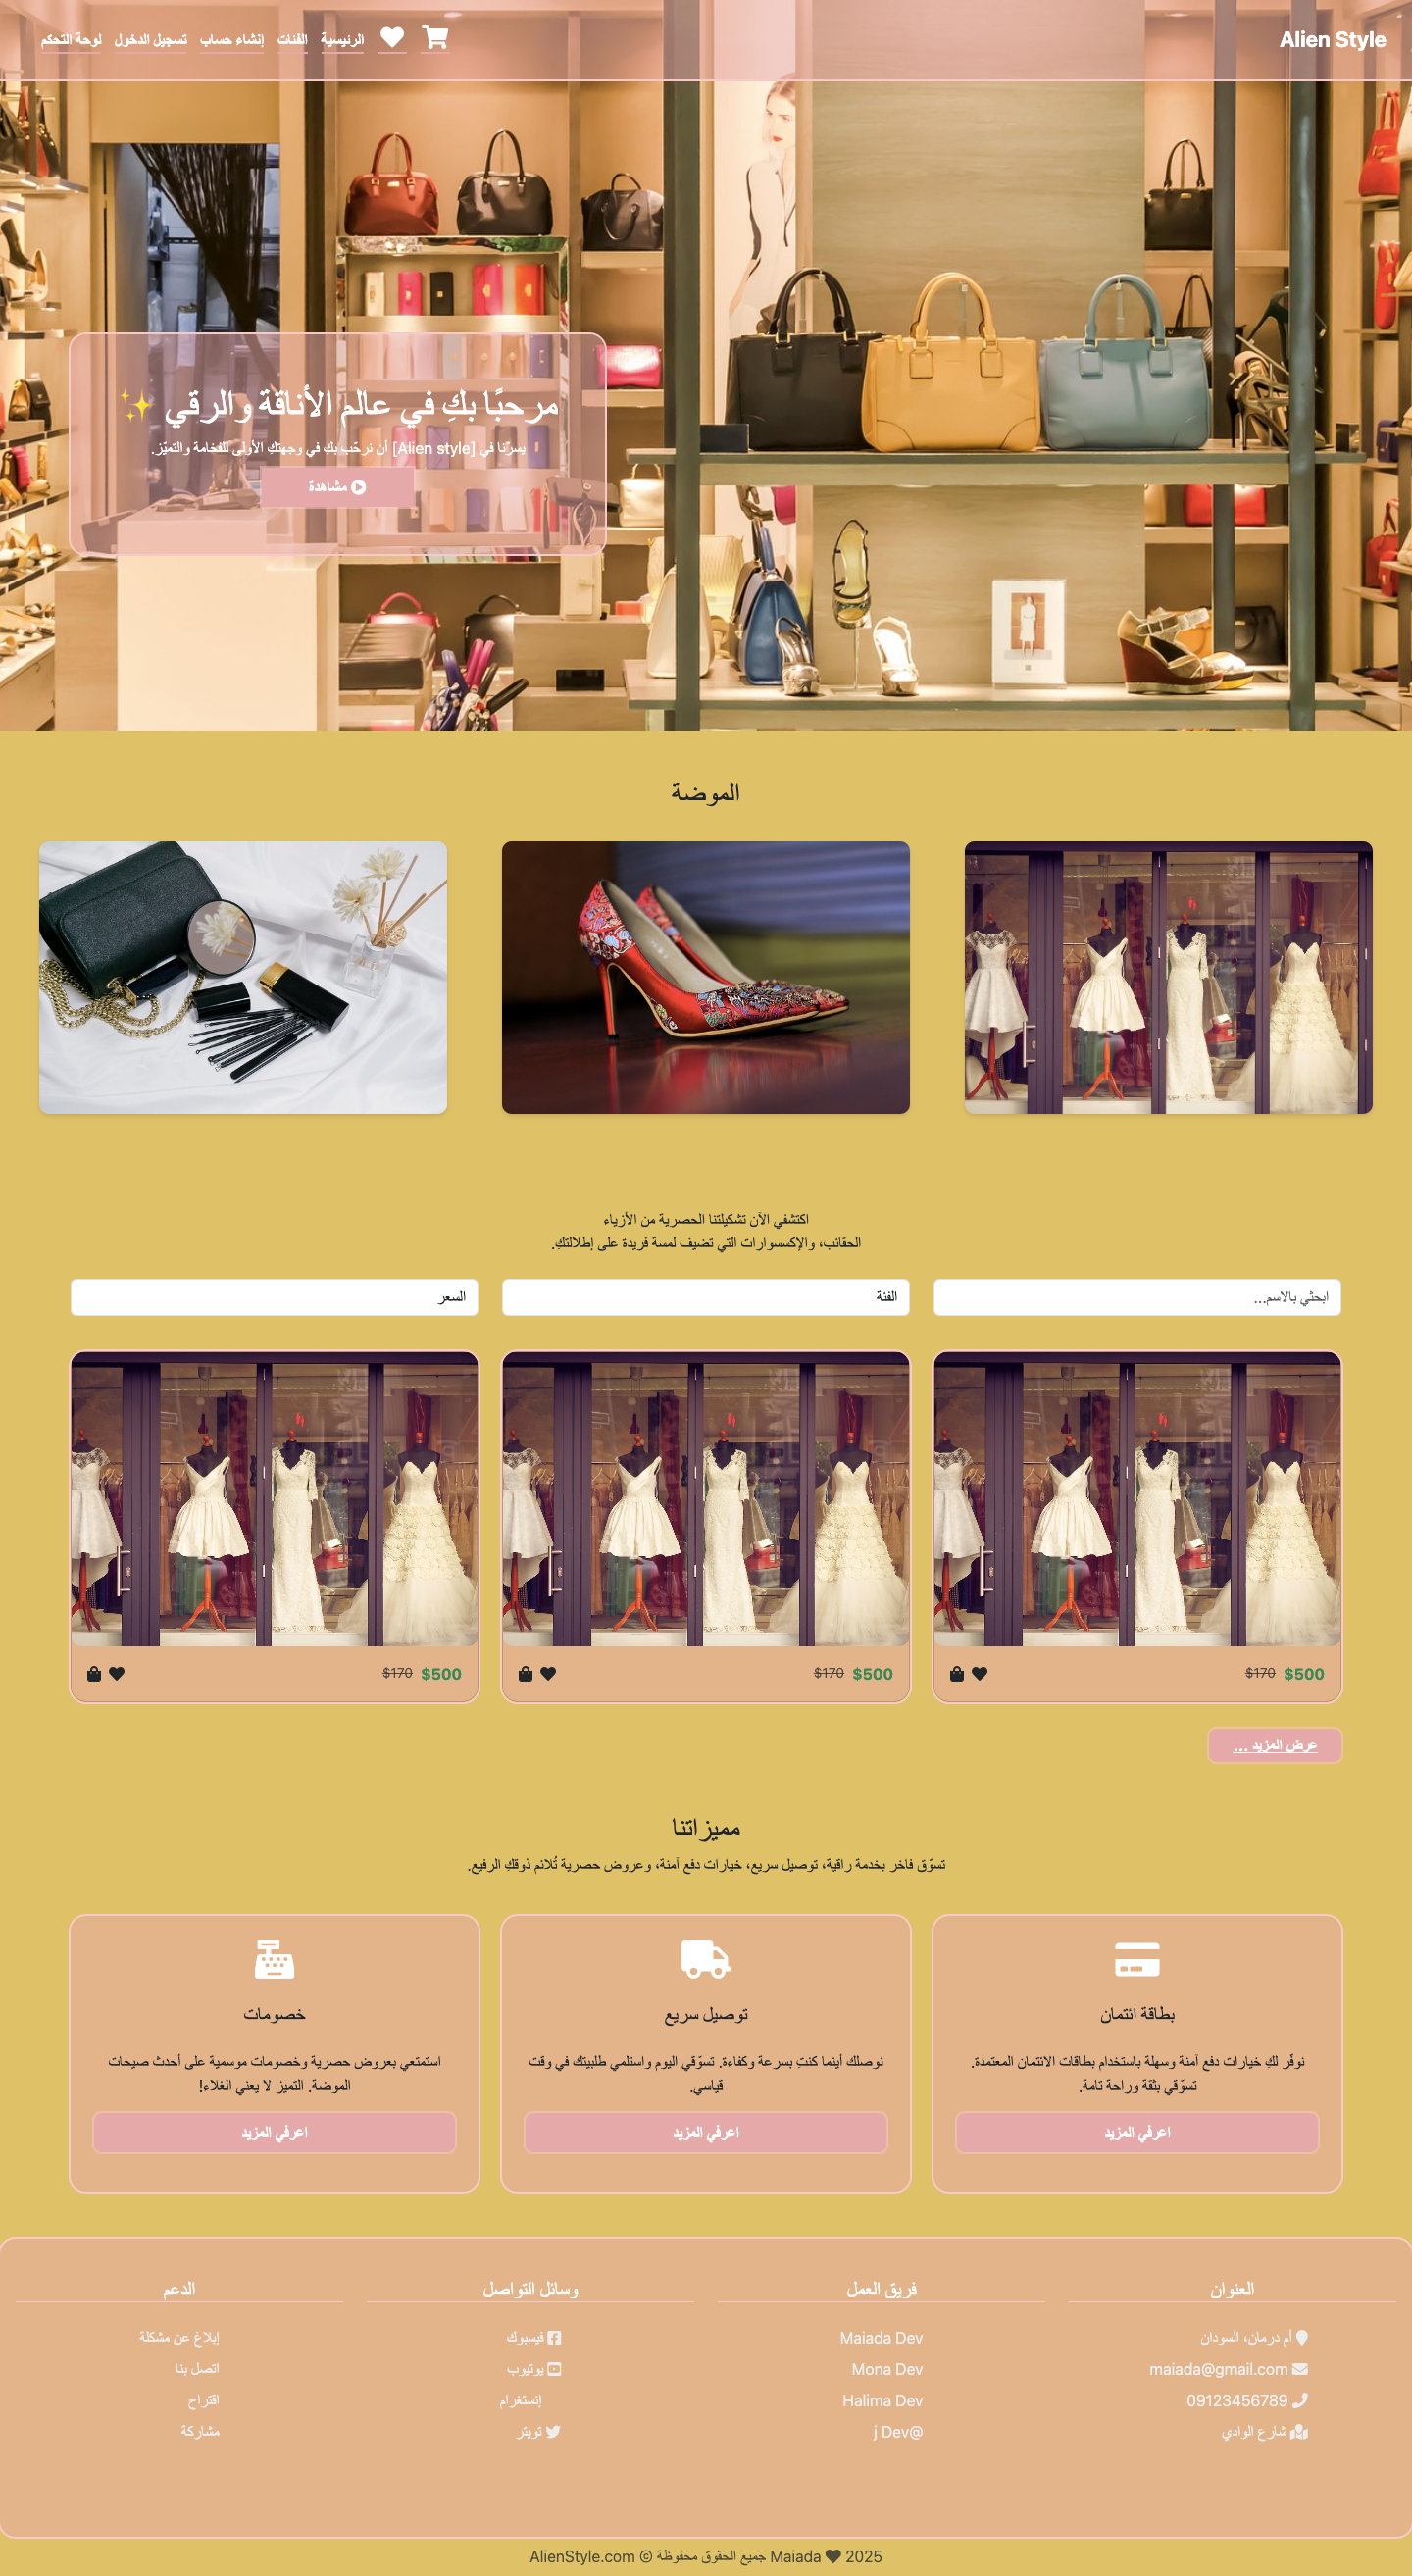 Alien Style
الرئيسية الفئات إنشاء حساب تسجيل الدخول لوحة التحكم
مرحبًا بكِ في عالم الأناقة والرقي ✨
يسرّنا في [Alien style] أن نرحّب بكِ في وجهتكِ الأولى للفخامة والتميّز.
مشاهدة
الموضة
اكتشفي الآن تشكيلتنا الحصرية من الأزياء
الحقائب، والإكسسوارات التي تضيف لمسة فريدة على إطلالتكِ.
ابحثي بالاسم...
الفئة
السعر
$500 $170
$500 $170
$500 $170
عرض المزيد ...
مميزاتنا
تسوّق فاخر بخدمة راقية، توصيل سريع، خيارات دفع آمنة، وعروض حصرية تُلائم ذوقكِ الرفيع.
بطاقة ائتمان
نوفّر لكِ خيارات دفع آمنة وسهلة باستخدام بطاقات الائتمان المعتمدة.
تسوّقي بثقة وراحة تامة.
اعرفي المزيد
توصيل سريع
نوصلك أينما كنتِ بسرعة وكفاءة. تسوّقي اليوم واستلمي طلبيتك في وقت
قياسي.
اعرفي المزيد
خصومات
استمتعي بعروض حصرية وخصومات موسمية على أحدث صيحات
الموضة. التميز لا يعني الغلاء!
اعرفي المزيد
العنوان
أم درمان، السودان
maiada@gmail.com
09123456789
شارع الوادي
فريق العمل
Maiada Dev
Mona Dev
Halima Dev
j Dev@
وسائل التواصل
فيسبوك
يوتيوب
إنستغرام
تويتر
الدعم
إبلاغ عن مشكلة
اتصل بنا
اقتراح
مشاركة
AlienStyle.com © جميع الحقوق محفوظة Maiada ♥ 2025